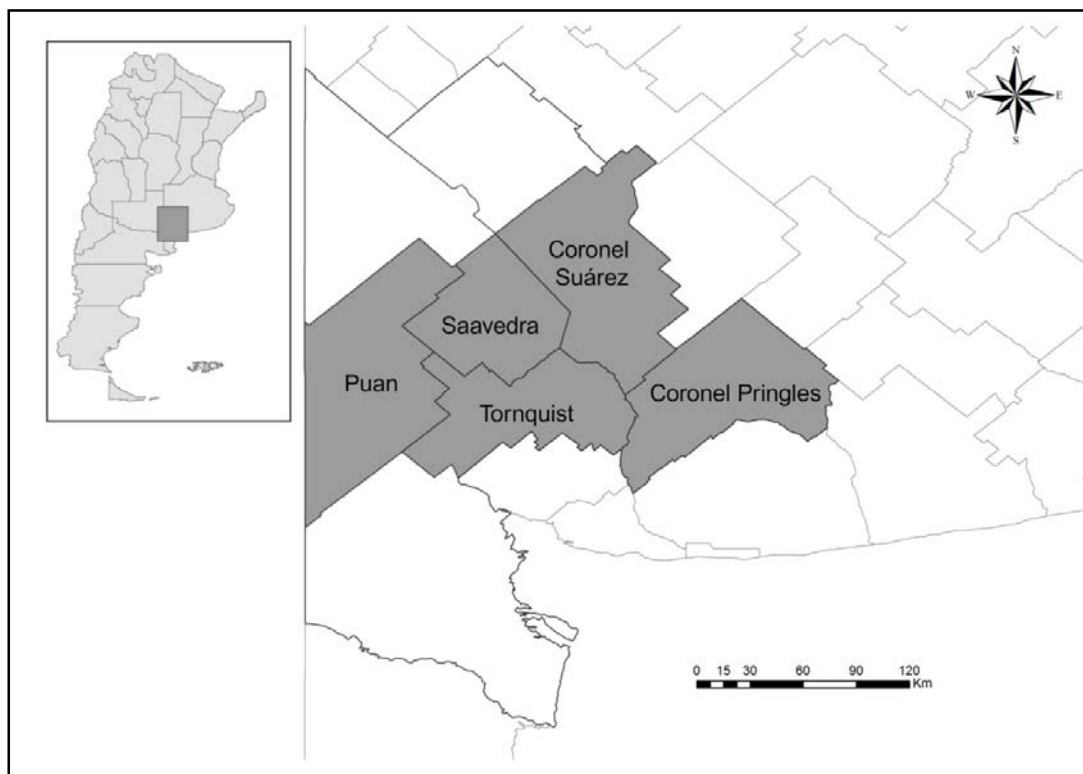 N
W E
S
Coronel
Suárez
Saavedra
Puan
Coronel Pringles
Tornquist
0 15 30 60 90 120
Km